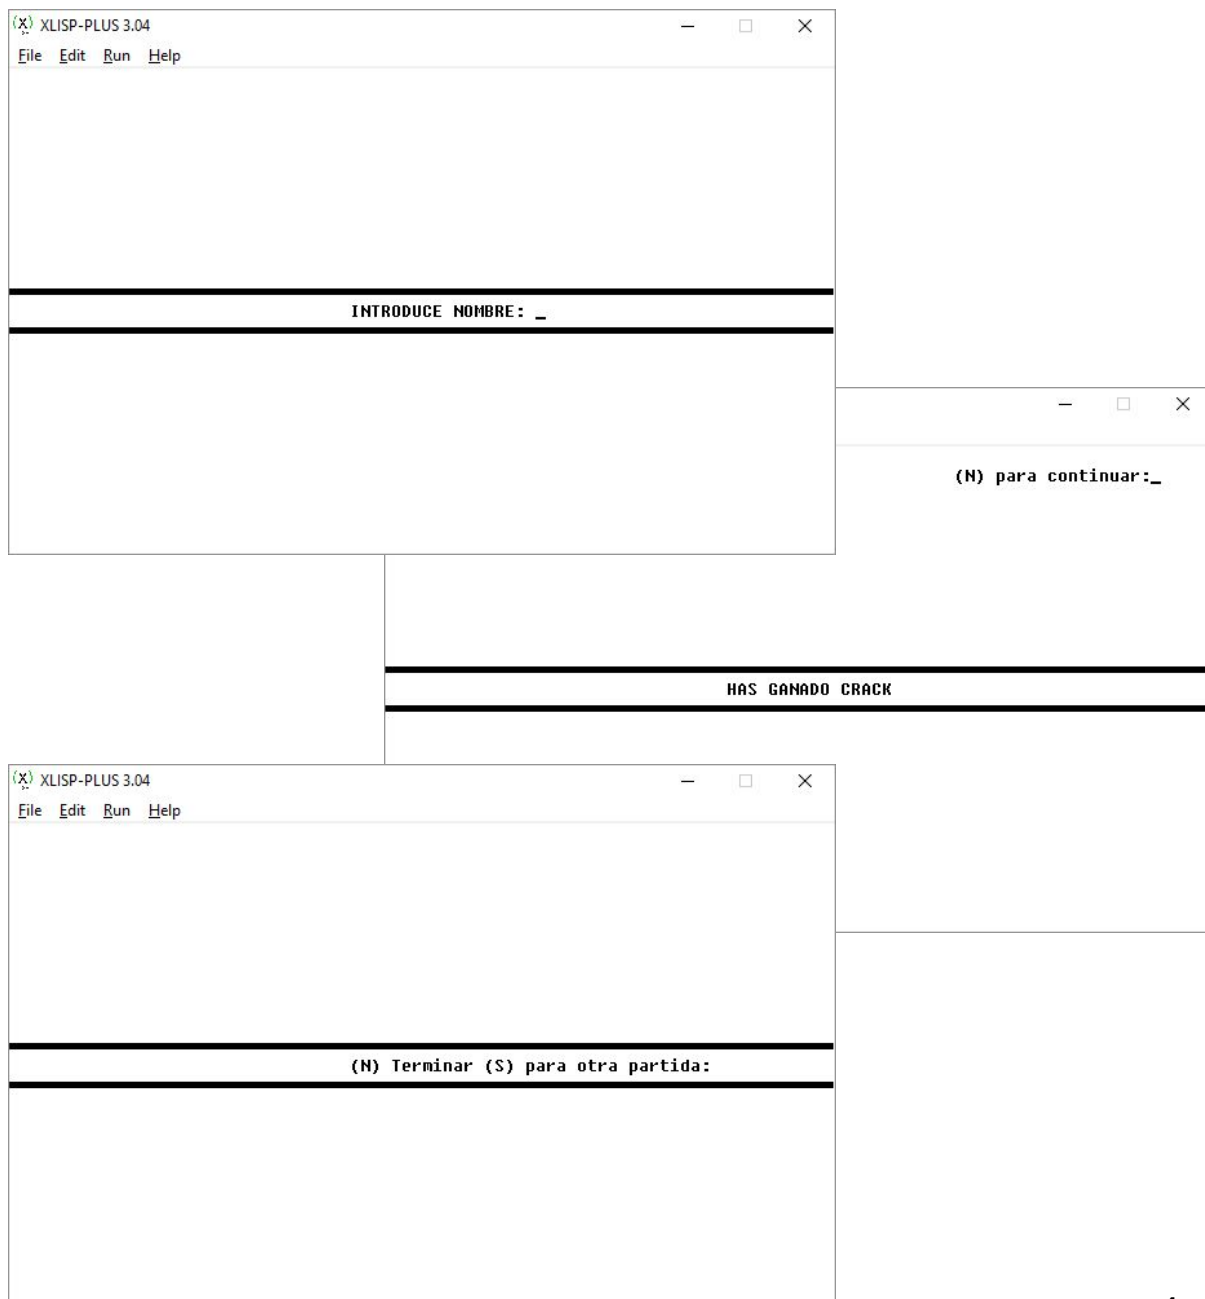 XLISP-PLUS 3.04
File Edit Run Help
INTRODUCE NOMBRE: _
(N) para continuar:_
HAS GANADO CRACK
XLISP-PLUS 3.04
File Edit Run Help
(N) Terminar (S) para otra partida: